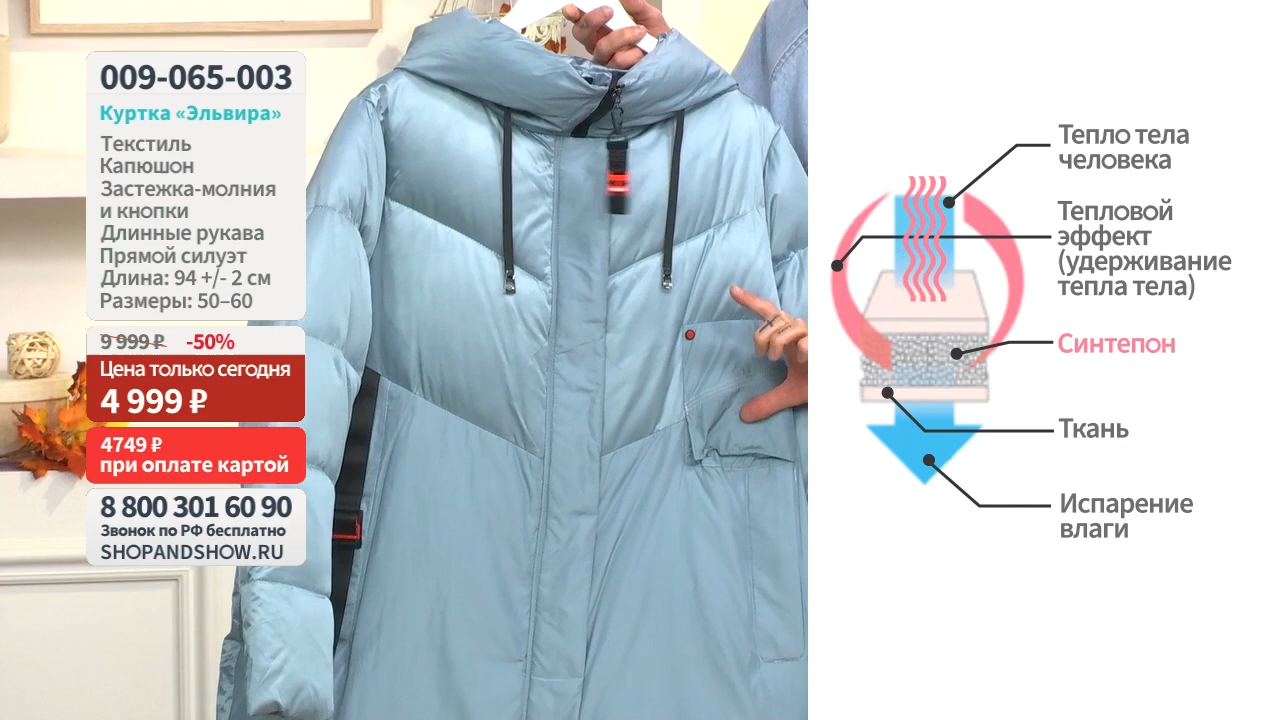 009-065-003
Куртка «Эльвира»
Текстиль
Капюшон
Застежка-молния
и кнопки
Длинные рукава
Прямой силуэт
Длина: 94 +/- 2 см
Размеры: 50–60
9 999 ₽ -50%
Цена только сегодня
4 999 ₽
4749 ₽
при оплате картой
8 800 301 60 90
Звонок по РФ бесплатно
SHOPANDSHOW.RU
Тепло тела
человека
Тепловой
эффект
(удерживание
тепла тела)
Синтепон
Ткань
Испарение
влаги